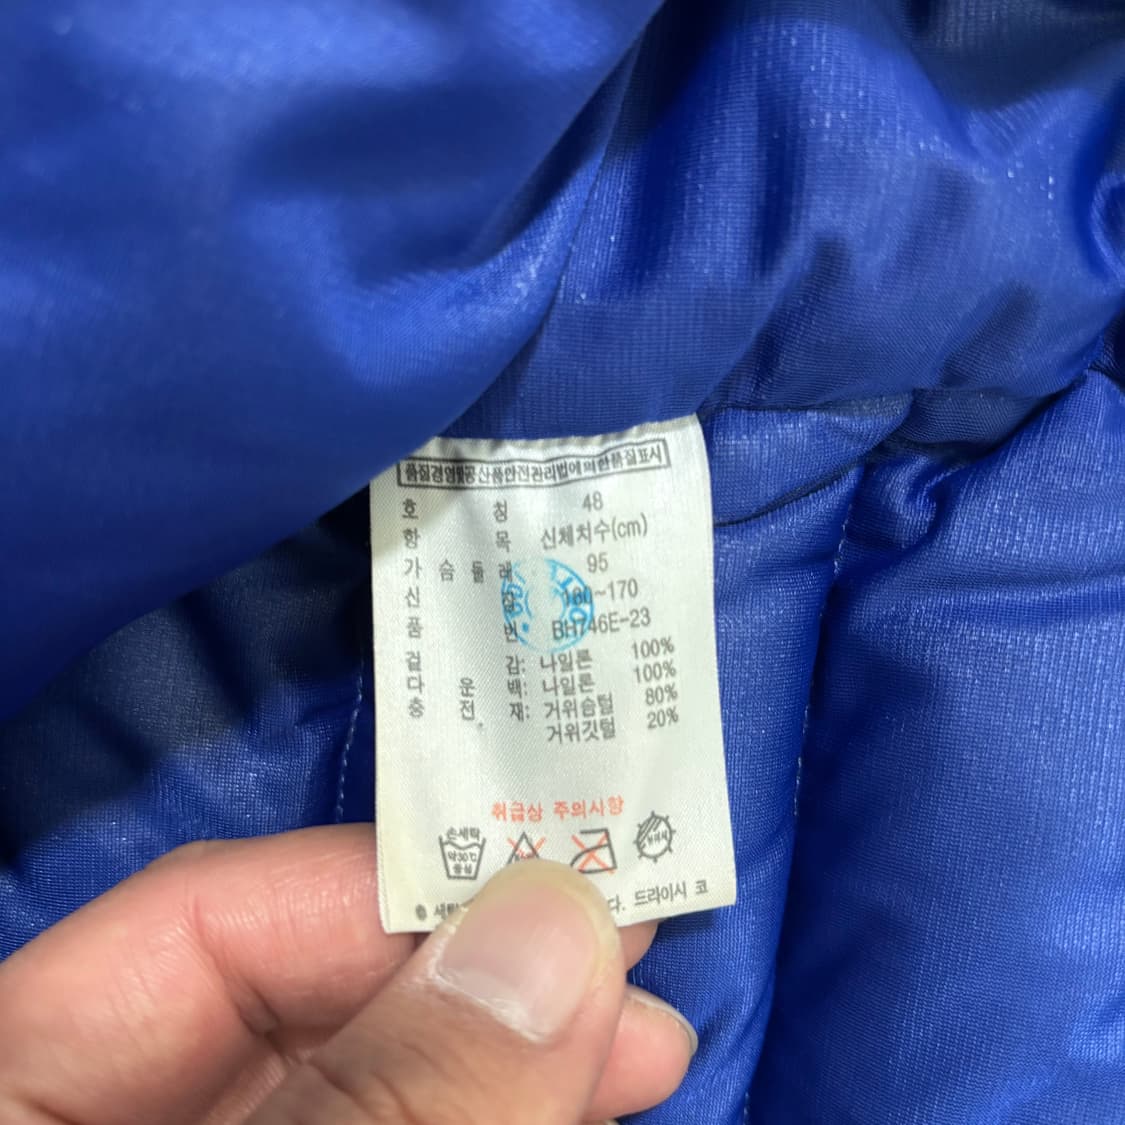 품질경영및공산품안전관리법에의한품질표시
호 칭 48
항 목 신체치수(cm)
가 슴 둘 레 95
신 장 160~170
품 번 BH746E-23
겉 감: 나일론 100%
다 운 백: 나일론 100%
충 전 재: 거위솜털 80%
거위깃털 20%
취급상 주의사항
손세탁
약30℃
중성
다. 드라이시 코